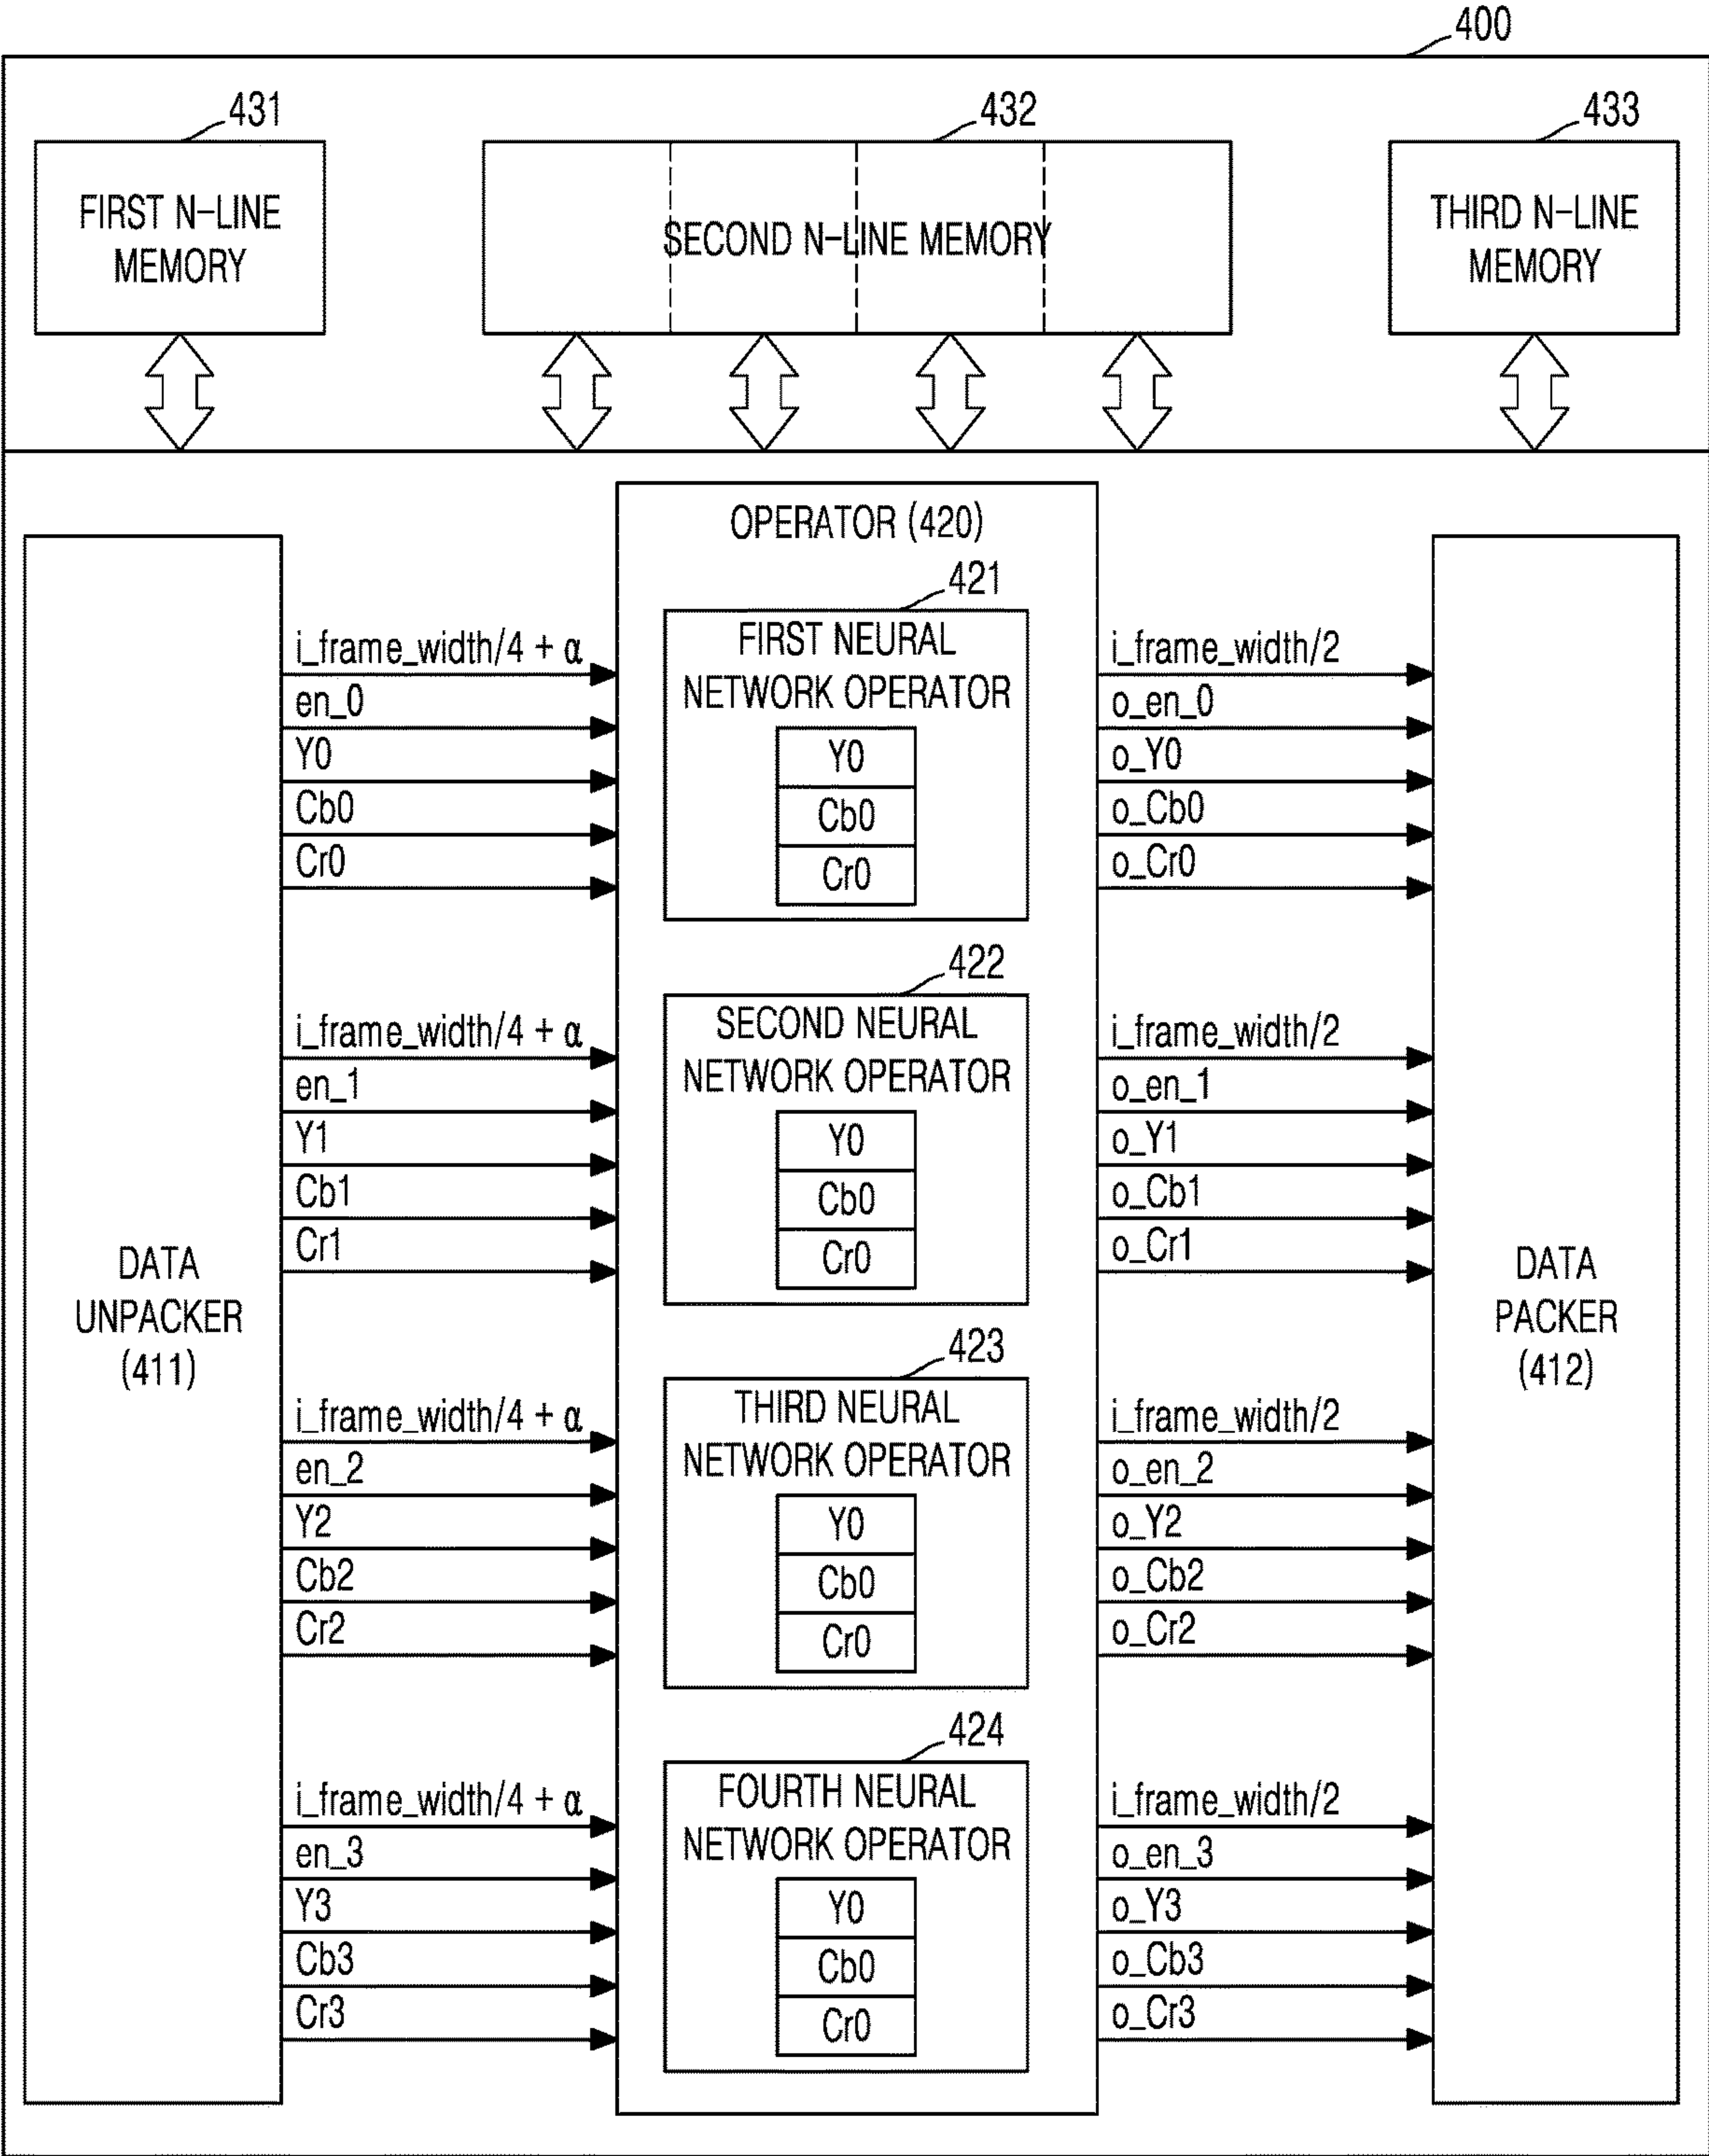 400
431
432
433
FIRST N-LINE
MEMORY
SECOND N-LINE MEMORY
THIRD N-LINE
MEMORY
DATA
UNPACKER
(411)
i_frame_width/4 + α
en_0
Y0
Cb0
Cr0
i_frame_width/4 + α
en_1
Y1
Cb1
Cr1
i_frame_width/4 + α
en_2
Y2
Cb2
Cr2
i_frame_width/4 + α
en_3
Y3
Cb3
Cr3
OPERATOR (420)
421
FIRST NEURAL
NETWORK OPERATOR
Y0
Cb0
Cr0
422
SECOND NEURAL
NETWORK OPERATOR
Y0
Cb0
Cr0
423
THIRD NEURAL
NETWORK OPERATOR
Y0
Cb0
Cr0
424
FOURTH NEURAL
NETWORK OPERATOR
Y0
Cb0
Cr0
i_frame_width/2
o_en_0
o_Y0
o_Cb0
o_Cr0
i_frame_width/2
o_en_1
o_Y1
o_Cb1
o_Cr1
i_frame_width/2
o_en_2
o_Y2
o_Cb2
o_Cr2
i_frame_width/2
o_en_3
o_Y3
o_Cb3
o_Cr3
DATA
PACKER
(412)